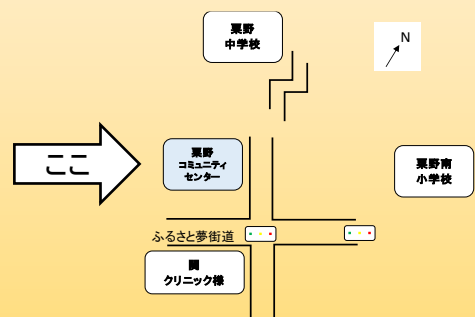 粟野
中学校
N
ここ
粟野
コミュニティ
センター
粟野南
小学校
ふるさと夢街道
関
クリニック様